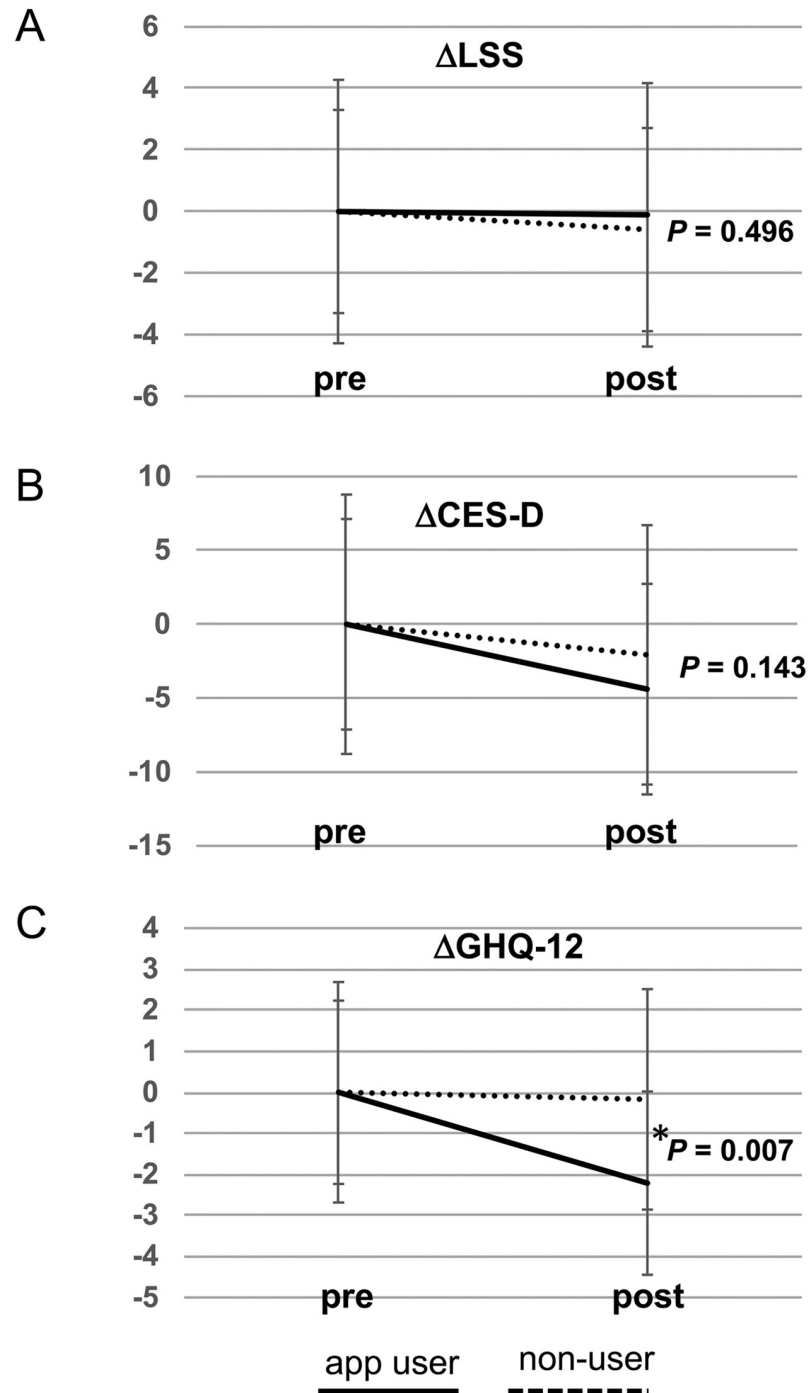 A
6
ΔLSS
4
2
0
P = 0.496
-2
-4
pre post
-6
B
10
ΔCES-D
5
0
P = 0.143
-5
-10
pre post
-15
C
4
ΔGHQ-12
3
2
1
0
-1
*P = 0.007
-2
-3
-4
pre post
-5
app user non-user